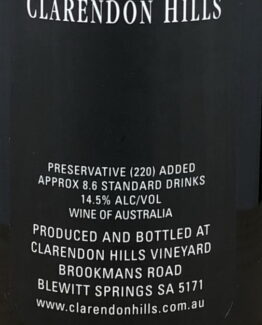 CLARENDON HILLS
PRESERVATIVE (220) ADDED
APPROX 8.6 STANDARD DRINKS
14.5% ALC/VOL
WINE OF AUSTRALIA
PRODUCED AND BOTTLED AT
CLARENDON HILLS VINEYARD
BROOKMANS ROAD
BLEWITT SPRINGS SA 5171
www.clarendonhills.com.au